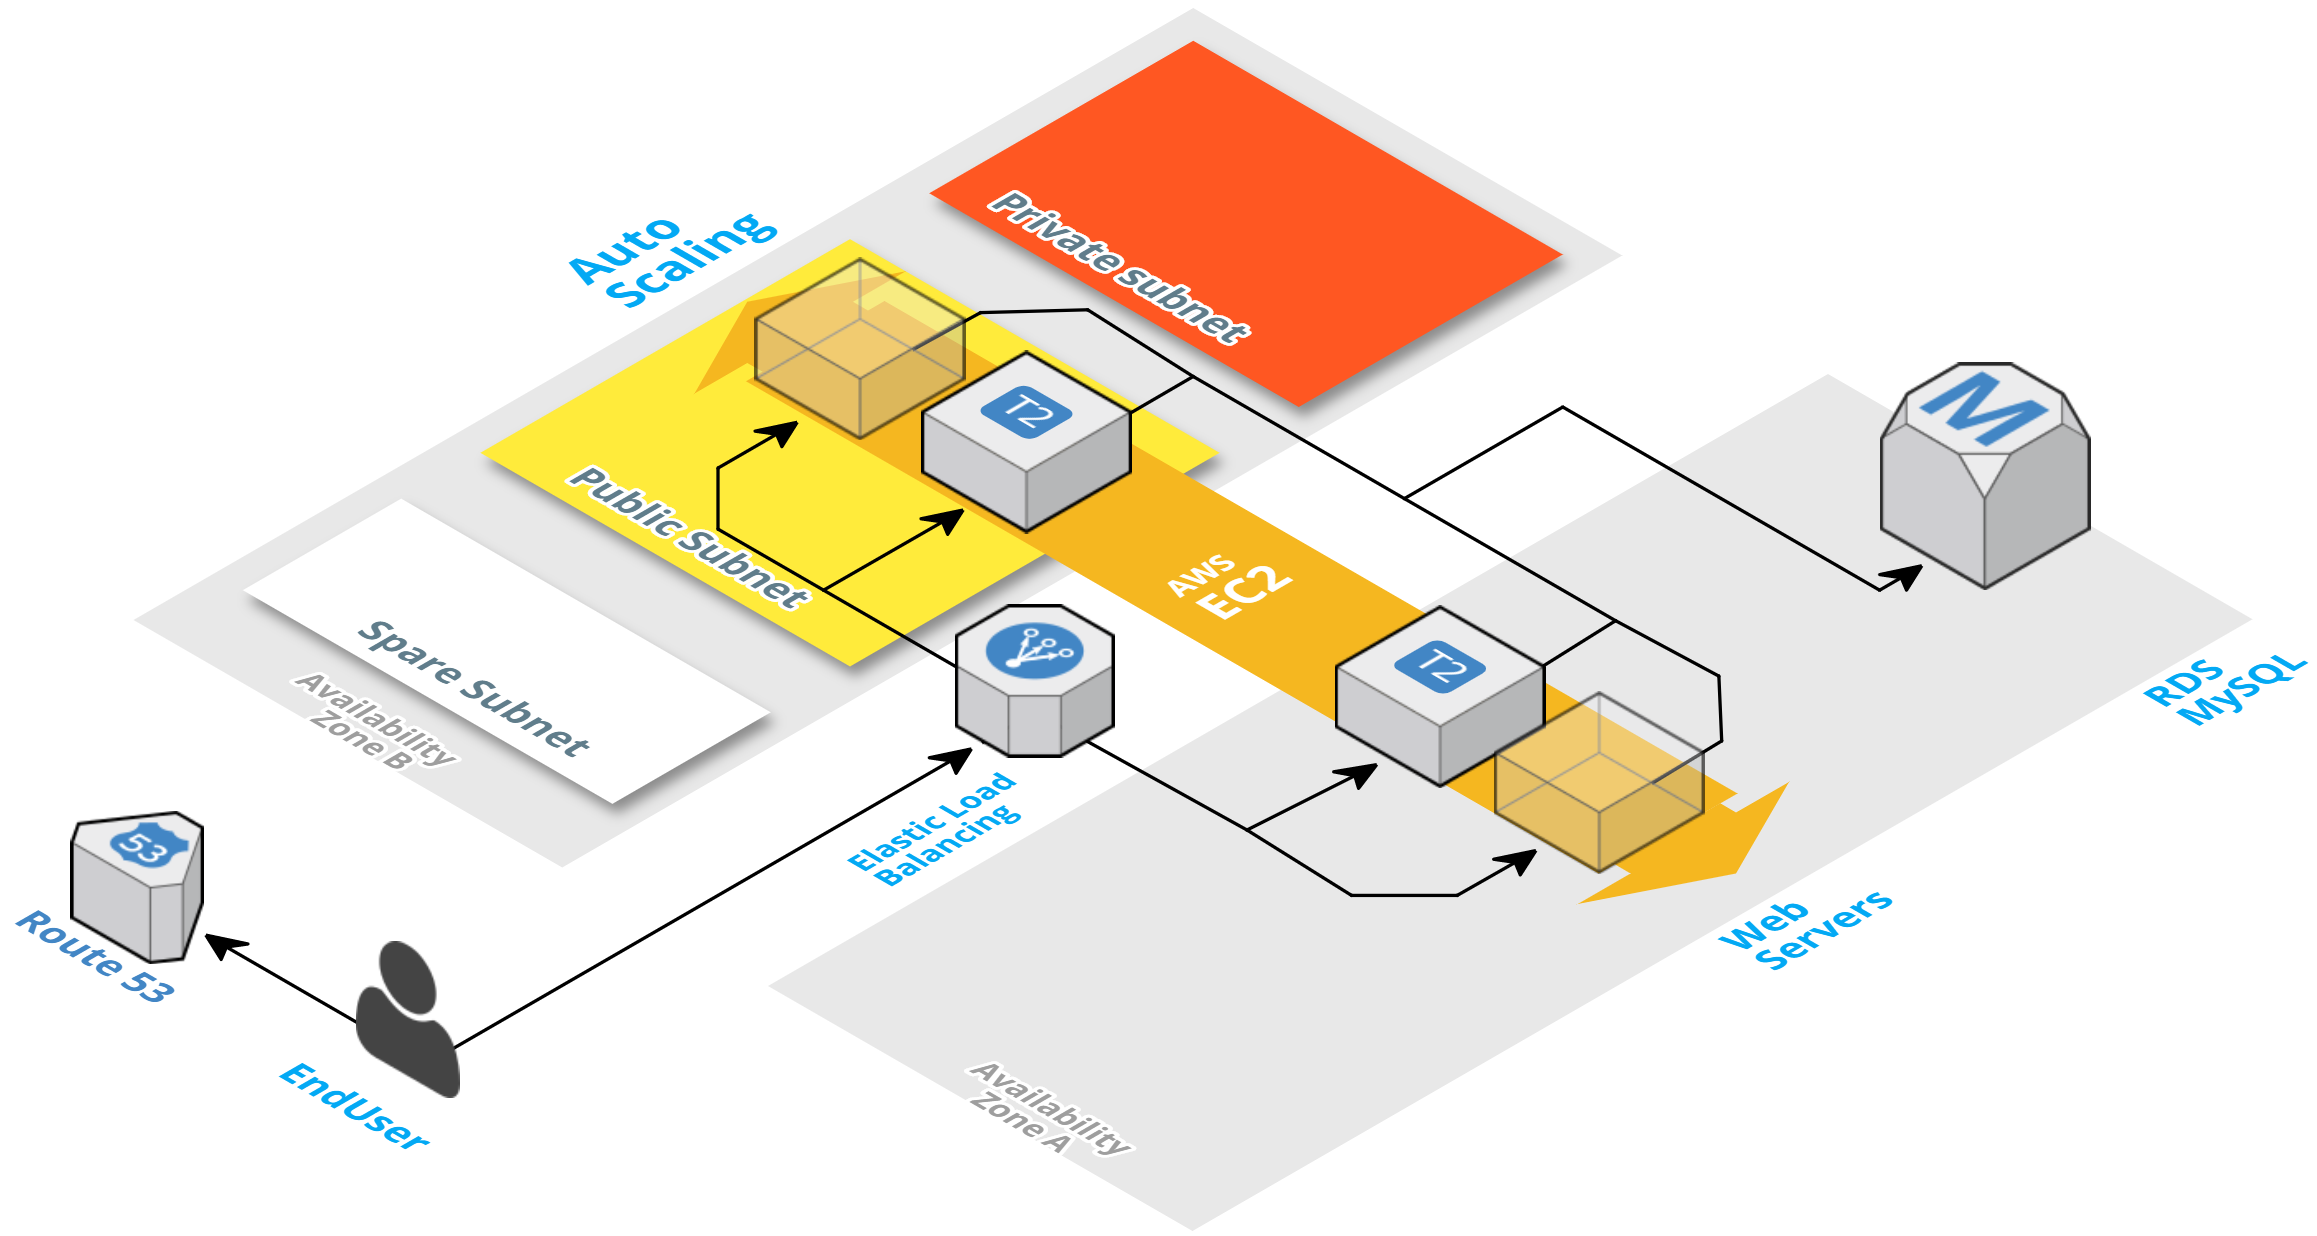 Private subnet
Auto
Scaling
T2
M
Public Subnet
AWS
EC2
Spare Subnet
T2
RDS
MySQL
Availability
Zone B
Elastic Load
Balancing
53
Route 53
Web
Servers
EndUser
Availability
Zone A